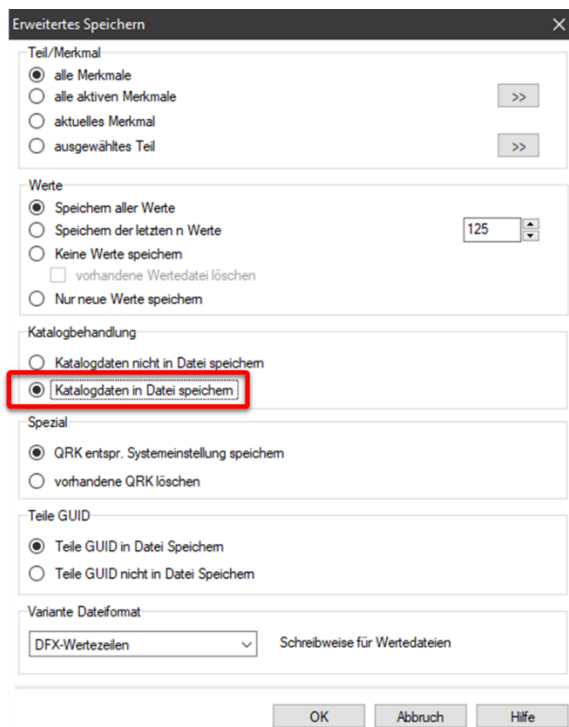 Erweitertes Speichern
Teil/Merkmal
alle Merkmale
alle aktiven Merkmale
>>
aktuelles Merkmal
ausgewähltes Teil
>>
Werte
Speichern aller Werte
Speichern der letzten n Werte
125
Keine Werte speichern
vorhandene Wertedatei löschen
Nur neue Werte speichern
Katalogbehandlung
Katalogdaten nicht in Datei speichern
Katalogdaten in Datei speichern
Spezial
QRK entspr. Systemeinstellung speichern
vorhandene QRK löschen
Teile GUID
Teile GUID in Datei Speichern
Teile GUID nicht in Datei Speichern
Variante Dateiformat
DFX-Wertezeilen
Schreibweise für Wertedateien
OK
Abbruch
Hilfe